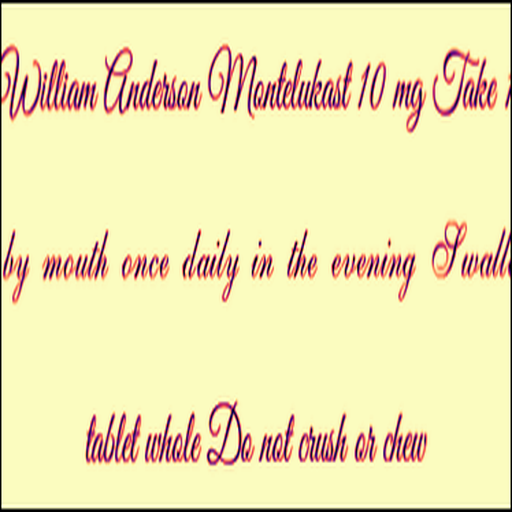 William Anderson Montelukast 10 mg Take
by mouth once daily in the evening
tablet whole Do not crush or chew